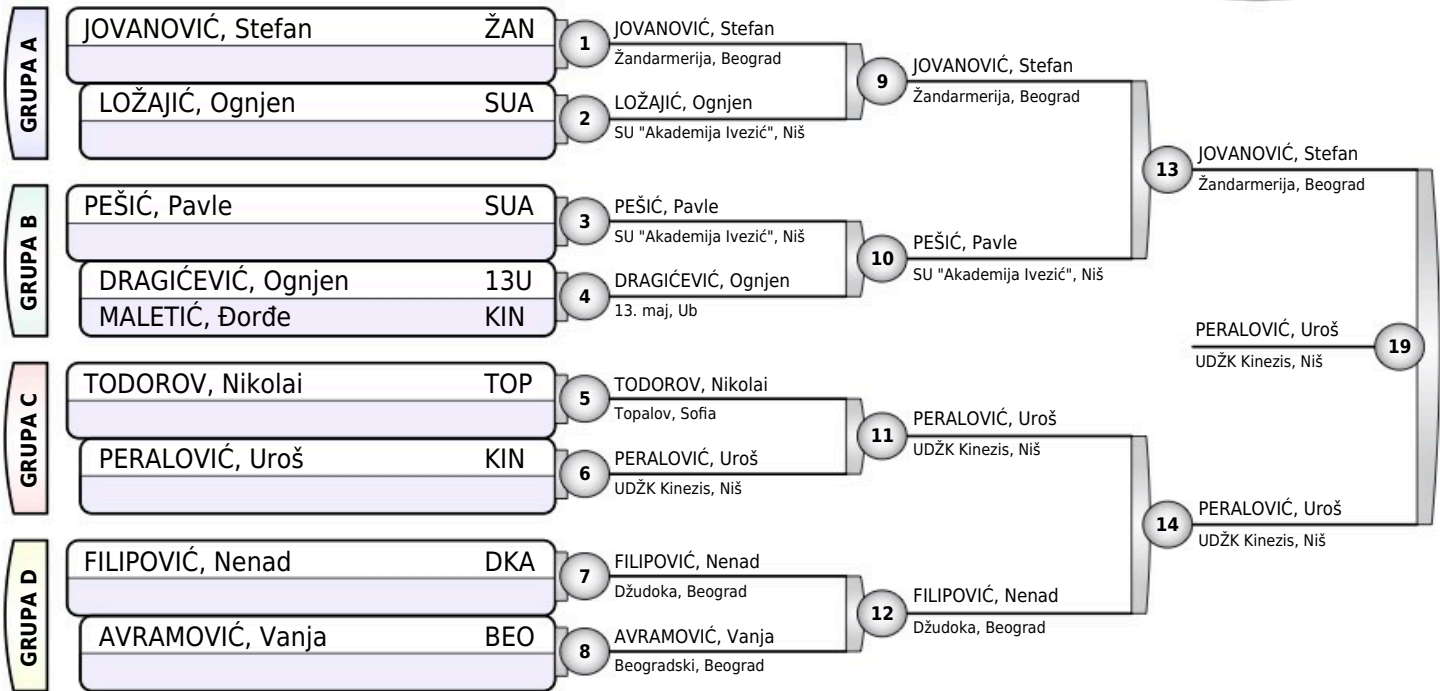 GRUPA A
JOVANOVIĆ, Stefan ŽAN
LOŽAJIĆ, Ognjen SUA
GRUPA B
PEŠIĆ, Pavle SUA
DRAGIĆEVIĆ, Ognjen 13U
MALETIĆ, Đorđe KIN
GRUPA C
TODOROV, Nikolai TOP
PERALOVIĆ, Uroš KIN
GRUPA D
FILIPOVIĆ, Nenad DKA
AVRAMOVIĆ, Vanja BEO
1
JOVANOVIĆ, Stefan
Žandarmerija, Beograd
2
LOŽAJIĆ, Ognjen
SU "Akademija Ivezić", Niš
3
PEŠIĆ, Pavle
SU "Akademija Ivezić", Niš
4
DRAGIĆEVIĆ, Ognjen
13. maj, Ub
5
TODOROV, Nikolai
Topalov, Sofia
6
PERALOVIĆ, Uroš
UDŽK Kinezis, Niš
7
FILIPOVIĆ, Nenad
Džudoka, Beograd
8
AVRAMOVIĆ, Vanja
Beogradski, Beograd
9
JOVANOVIĆ, Stefan
Žandarmerija, Beograd
10
PEŠIĆ, Pavle
SU "Akademija Ivezić", Niš
11
PERALOVIĆ, Uroš
UDŽK Kinezis, Niš
12
FILIPOVIĆ, Nenad
Džudoka, Beograd
13
JOVANOVIĆ, Stefan
Žandarmerija, Beograd
14
PERALOVIĆ, Uroš
UDŽK Kinezis, Niš
PERALOVIĆ, Uroš
UDŽK Kinezis, Niš
19